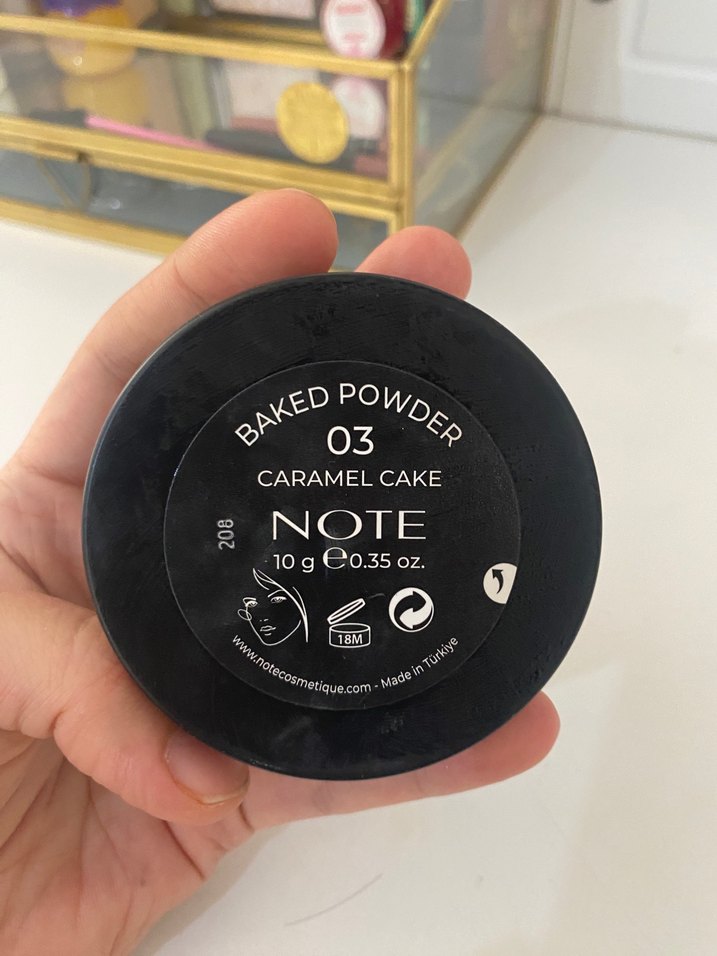 BAKED POWDER
03
CARAMEL CAKE
NOTE
10 g e 0.35 oz.
208
18M
www.notecosmetique.com - Made in Türkiye